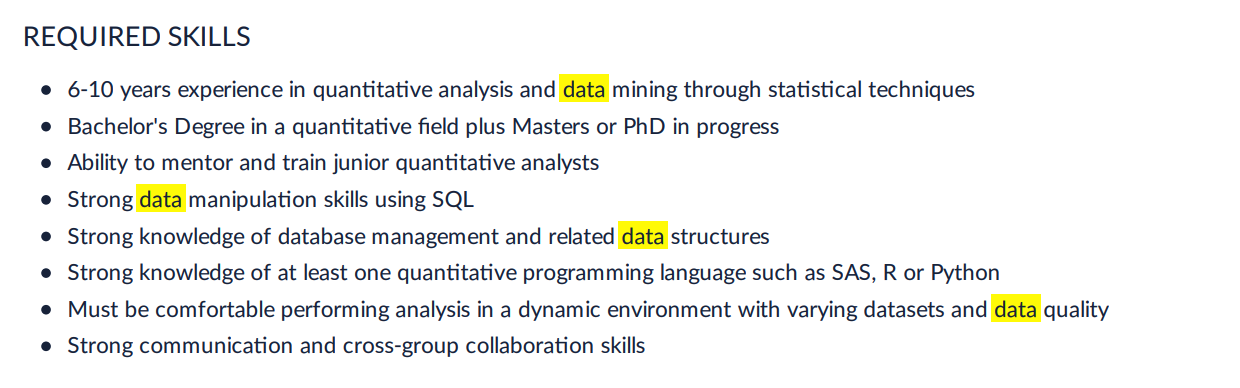 REQUIRED SKILLS
● 6-10 years experience in quantitative analysis and data mining through statistical techniques
● Bachelor's Degree in a quantitative field plus Masters or PhD in progress
● Ability to mentor and train junior quantitative analysts
● Strong data manipulation skills using SQL
● Strong knowledge of database management and related data structures
● Strong knowledge of at least one quantitative programming language such as SAS, R or Python
● Must be comfortable performing analysis in a dynamic environment with varying datasets and data quality
● Strong communication and cross-group collaboration skills